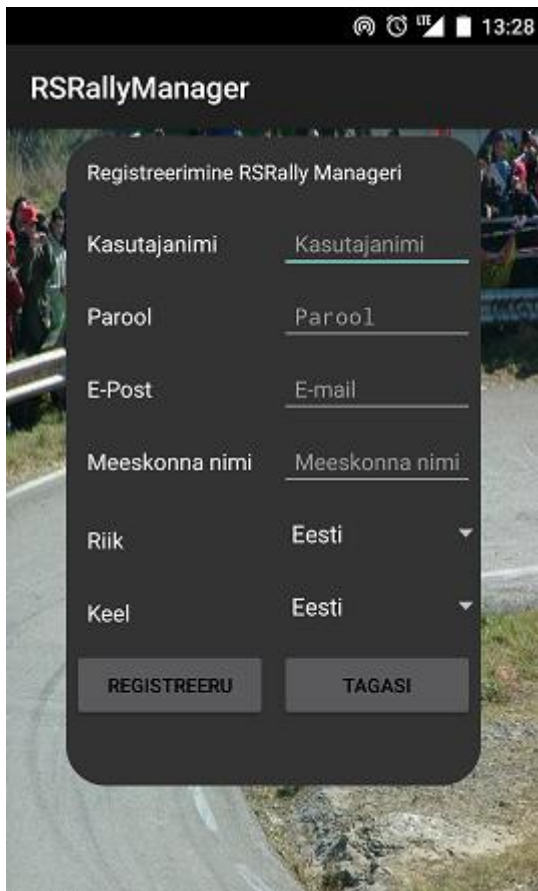 LTE 13:28
RSRallyManager
Registreerimine RSRally Manageri
Kasutajanimi Kasutajanimi
Parool Parool
E-Post E-mail
Meeskonna nimi Meeskonna nimi
Riik Eesti
Keel Eesti
REGISTREERU TAGASI